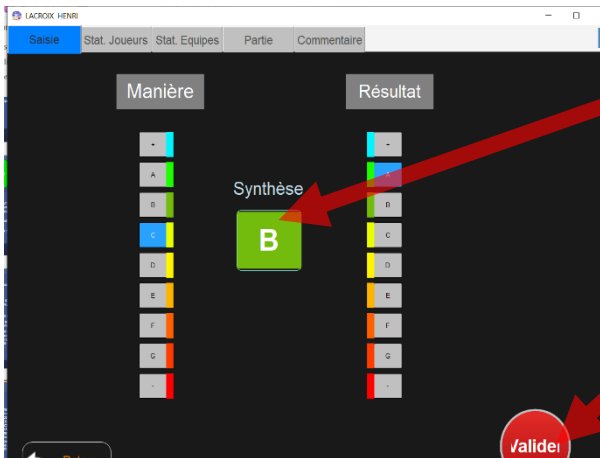 LACROIX HENRI
Saisie Stat. Joueurs Stat. Equipes Partie Commentaire
Manière Résultat
A A
B B
Synthèse
B
C C
D D
E E
F F
G G
Valider